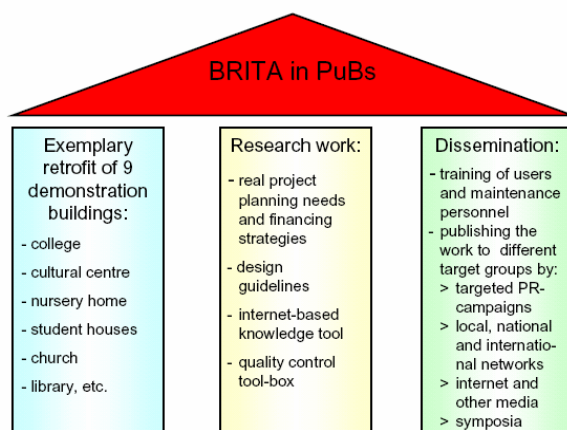 BRITA in PuBs
Exemplary
retrofit of 9
demonstration
buildings:
- college
- cultural centre
- nursery home
- student houses
- church
- library, etc.
Research work:
- real project
planning needs
and financing
strategies
- design
guidelines
- internet-based
knowledge tool
- quality control
tool-box
Dissemination:
- training of users
and maintenance
personnel
- publishing the
work to different
target groups by:
> targeted PR-
campaigns
> local, national
and internatio-
nal networks
> internet and
other media
> symposia